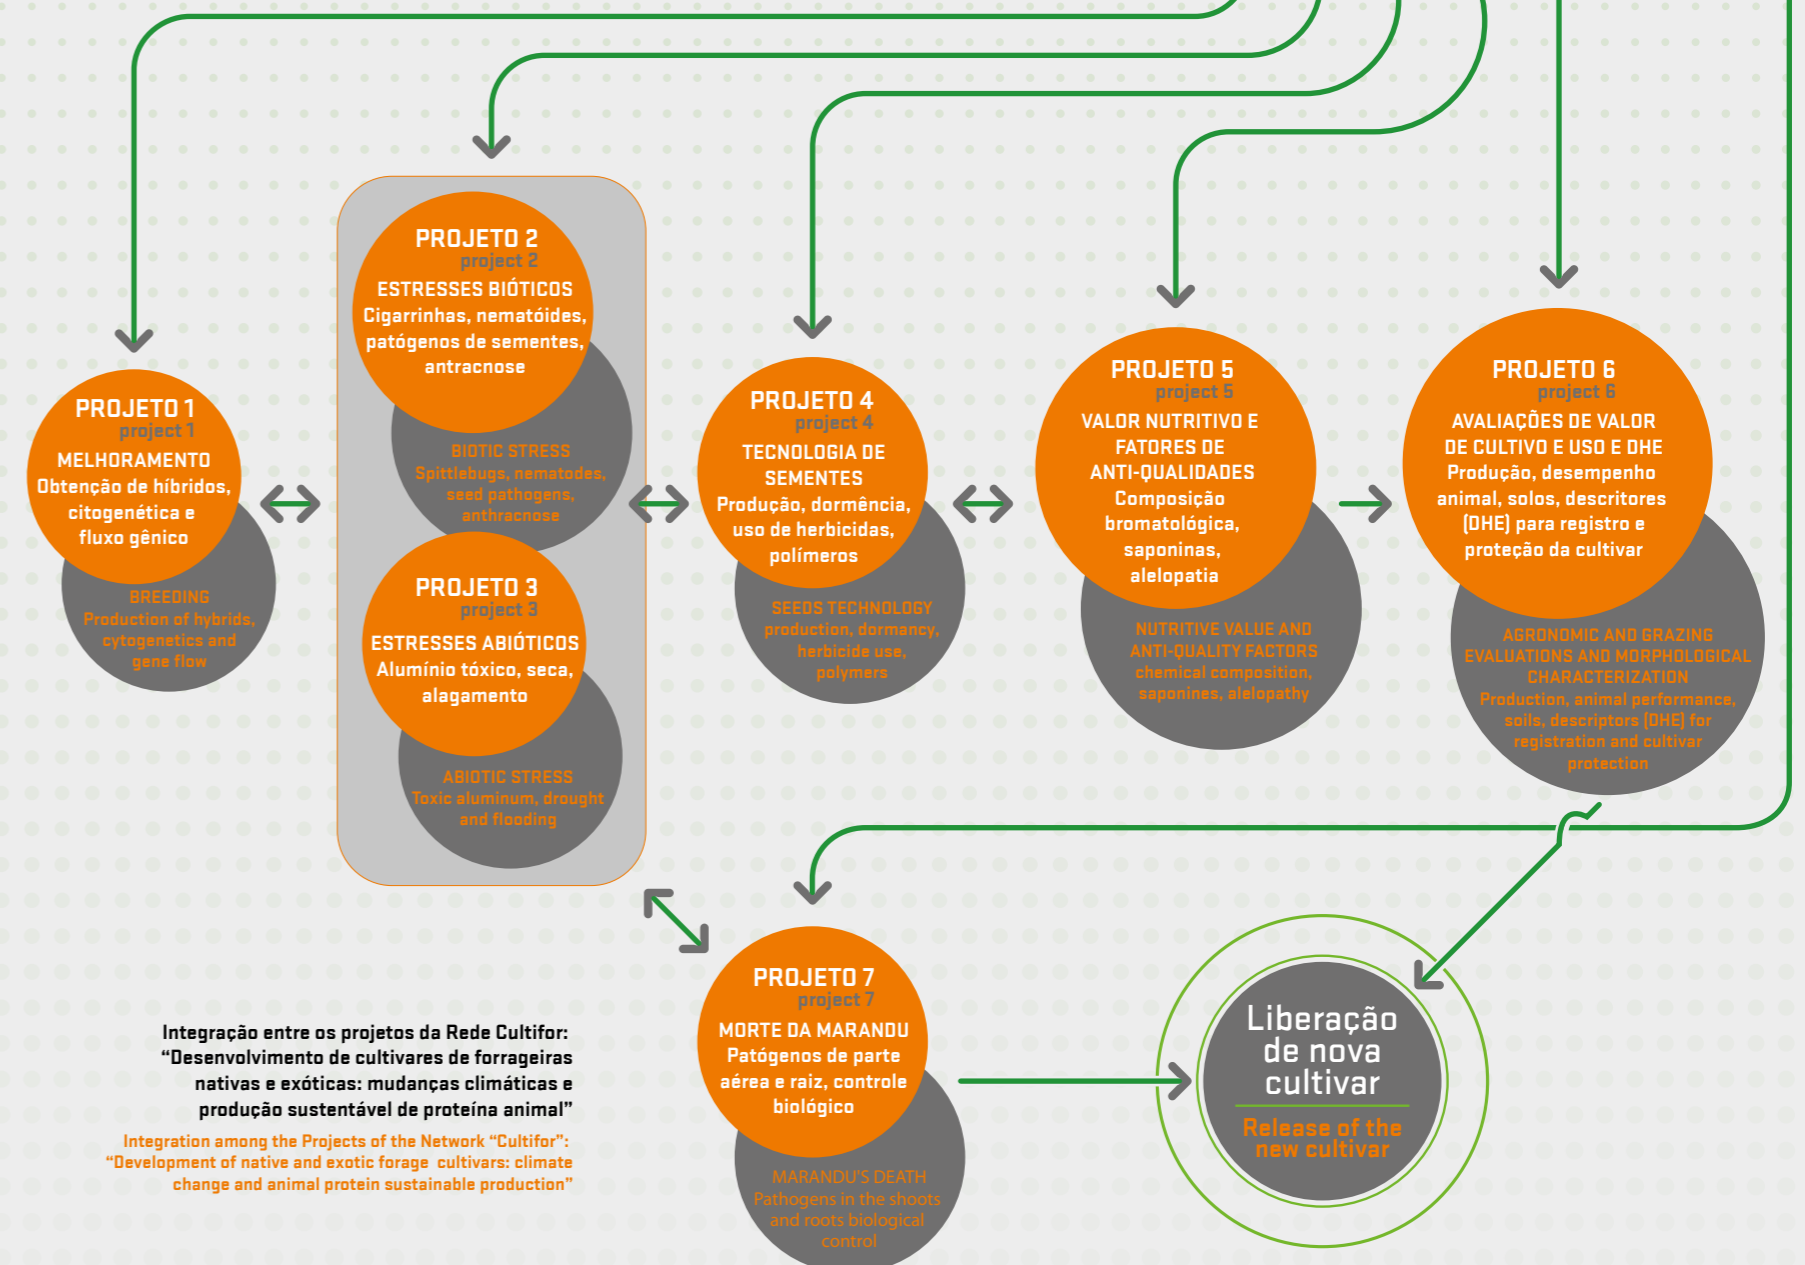 PROJETO 1
project 1
MELHORAMENTO
Obtenção de híbridos,
citogenética e
fluxo gênico
BREEDING
Production of hybrids,
cytogenetics and
gene flow
PROJETO 2
project 2
ESTRESSES BIÓTICOS
Cigarrinhas, nematóides,
patógenos de sementes,
antracnose
BIOTIC STRESS
Spittlebugs, nematodes,
seed pathogens,
anthracnose
PROJETO 3
project 3
ESTRESSES ABIÓTICOS
Alumínio tóxico, seca,
alagamento
ABIOTIC STRESS
Toxic aluminum, drought
and flooding
PROJETO 4
project 4
TECNOLOGIA DE
SEMENTES
Produção, dormência,
uso de herbicidas,
polímeros
SEEDS TECHNOLOGY
production, dormancy,
herbicide use,
polymers
PROJETO 5
project 5
VALOR NUTRITIVO E
FATORES DE
ANTI-QUALIDADES
Composição
bromatológica,
saponinas,
alelopatia
NUTRITIVE VALUE AND
ANTI-QUALITY FACTORS
chemical composition,
saponines, alelopathy
PROJETO 6
project 6
AVALIAÇÕES DE VALOR
DE CULTIVO E USO E DHE
Produção, desempenho
animal, solos, descritores
(DHE) para registro e
proteção da cultivar
AGRONOMIC AND GRAZING
EVALUATIONS AND MORPHOLOGICAL
CHARACTERIZATION
Production, animal performance,
soils, descriptors (DHE) for
registration and cultivar
protection
PROJETO 7
project 7
MORTE DA MARANDU
Patógenos de parte
aérea e raiz, controle
biológico
MARANDU'S DEATH
Pathogens in the shoots
and roots biological
control
Liberação
de nova
cultivar
Release of the
new cultivar
Integração entre os projetos da Rede Cultifor:
“Desenvolvimento de cultivares de forrageiras
nativas e exóticas: mudanças climáticas e
produção sustentável de proteína animal”
Integration among the Projects of the Network “Cultifor”:
“Development of native and exotic forage cultivars: climate
change and animal protein sustainable production”